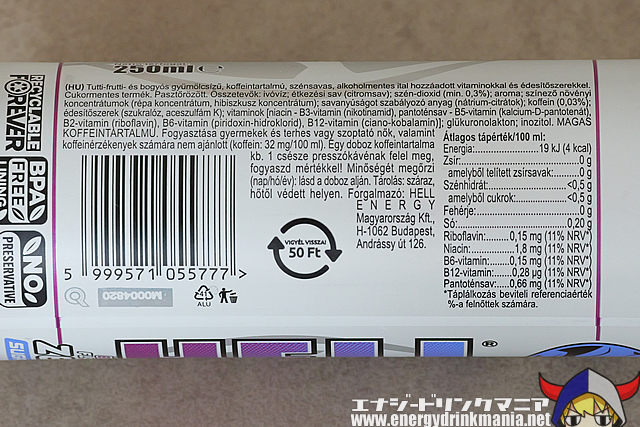 250ml e
(HU) Tutti-frutti- és bogyós gyümölcsízű, koffeintartalmú, szénsavas, alkoholmentes ital hozzáadott vitaminokkal és édesítőszerekkel.
Cukormentes termék. Pasztőrözött. Összetevők: ivóvíz; étkezési sav (citromsav); szén-dioxid (min. 0,3%); aroma; színező növényi
koncentrátumok (répa koncentrátum, hibiszkusz koncentrátum); savanyúságot szabályozó anyag (nátrium-citrátok); koffein (0,03%);
édesítőszerek (szukralóz, aceszulfám K); vitaminok [niacin - B3-vitamin (nikotinamid), pantoténsav - B5-vitamin (kalcium-D-pantotenát),
B2-vitamin (riboflavin), B6-vitamin (piridoxin-hidroklorid), B12-vitamin (ciano-kobalamin)]; glükuronolakton; inozitol. MAGAS
KOFFEINTARTALMÚ. Fogyasztása gyermekek és terhes vagy szoptató nők, valamint
koffeinérzékenyek számára nem ajánlott (koffein: 32 mg/100 ml). Egy doboz koffeintartalma
kb. 1 csésze presszókávénak felel meg,
fogyaszd mértékkel! Minőségét megőrzi
(nap/hó/év): lásd a doboz alján. Tárolás: száraz,
hőtől védett helyen. Forgalmazó: HELL
ENERGY
Magyarország Kft.,
H-1062 Budapest,
Andrássy út 126.
Átlagos tápérték/100 ml:
Energia:..........19 kJ (4 kcal)
Zsír:..........0 g
amelyből telített zsírsavak:..........0 g
Szénhidrát:..........<0,5 g
amelyből cukrok:..........<0,5 g
Fehérje:..........0 g
Só:..........0,20 g
Riboflavin:........0,15 mg (11% NRV*)
Niacin:..........1,8 mg (11% NRV*)
B6-vitamin:......0,15 mg (11% NRV*)
B12-vitamin:....0,28 µg (11% NRV*)
Pantoténsav:...0,66 mg (11% NRV*)
*Táplálkozás beviteli referenciaérték
%-a felnőttek számára.
RECYCLABLE
FOREVER
BPA
FREE
LINING
NO
PRESERVATIVE
VIGYÉL VISSZA!
50 Ft
5 999571 055777 >
M0004820
41
ALU
®
エナジードリンクマニア
www.energydrinkmania.net